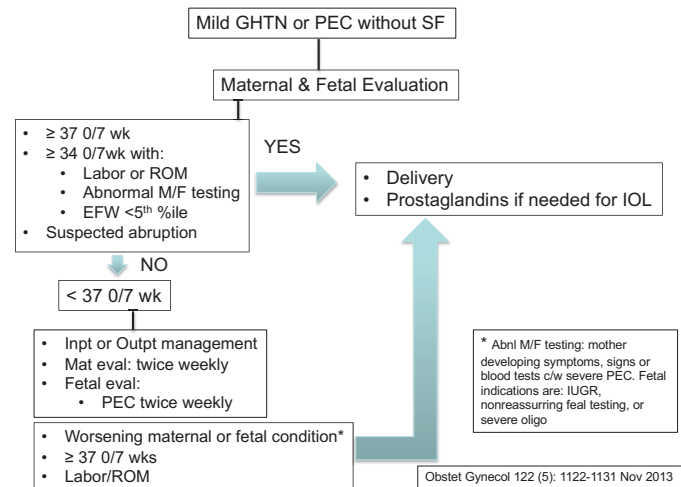 Mild GHTN or PEC without SF
Maternal & Fetal Evaluation
• ≥ 37 0/7 wk
• ≥ 34 0/7wk with:
• Labor or ROM
• Abnormal M/F testing
• EFW <5th %ile
• Suspected abruption
YES
• Delivery
• Prostaglandins if needed for IOL
NO
< 37 0/7 wk
• Inpt or Outpt management
• Mat eval: twice weekly
• Fetal eval:
• PEC twice weekly
* Abnl M/F testing: mother
developing symptoms, signs or
blood tests c/w severe PEC. Fetal
indications are: IUGR,
nonreassurring feal testing, or
severe oligo
• Worsening maternal or fetal condition*
• ≥ 37 0/7 wks
• Labor/ROM
Obstet Gynecol 122 (5): 1122-1131 Nov 2013